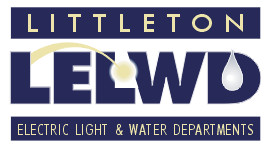 LITTLETON
LELWD
ELECTRIC LIGHT & WATER DEPARTMENTS